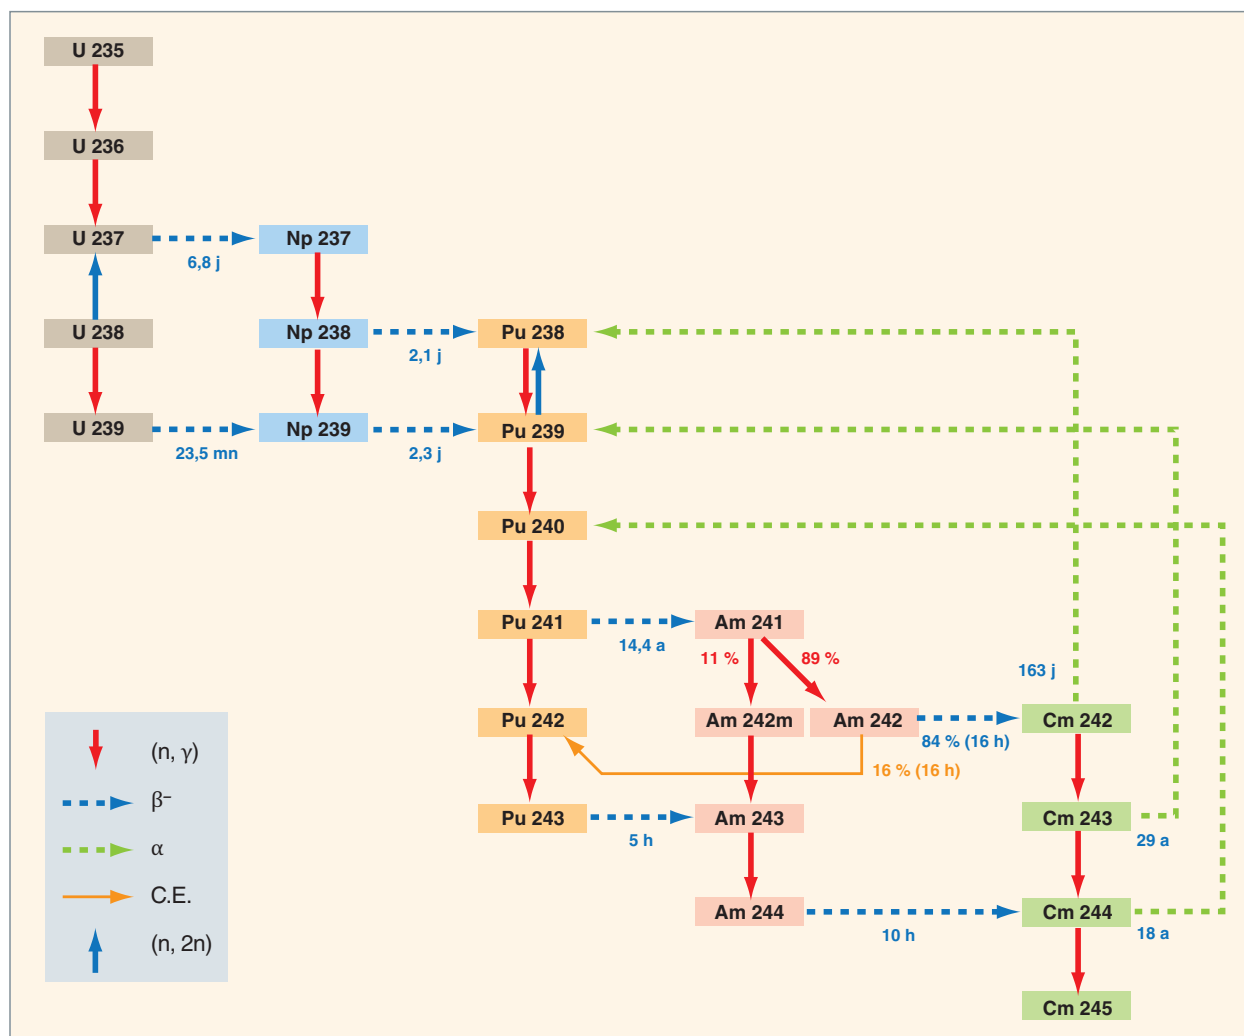 U 235
U 236
U 237
Np 237
6,8 j
U 238
Np 238
Pu 238
2,1 j
U 239
Np 239
Pu 239
23,5 mn
2,3 j
Pu 240
Pu 241
Am 241
14,4 a
11 %
89 %
163 j
Pu 242
Am 242m
Am 242
Cm 242
84 % (16 h)
16 % (16 h)
Pu 243
Am 243
Cm 243
5 h
29 a
Am 244
Cm 244
10 h
18 a
Cm 245
(n, γ)
β–
α
C.E.
(n, 2n)